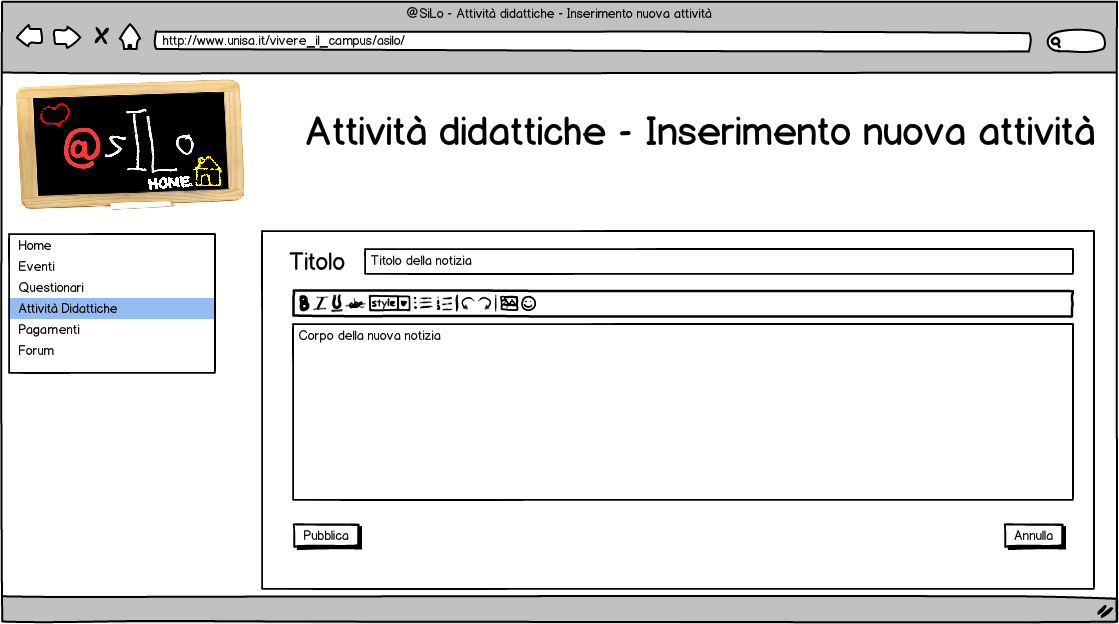 @SiLo - Attività didattiche - Inserimento nuova attività
http://www.unisa.it/vivere_il_campus/asilo/
@sILo
HOME
Attività didattiche - Inserimento nuova attività
Home
Eventi
Questionari
Attività Didattiche
Pagamenti
Forum
Titolo Titolo della notizia
B I U abc style
Corpo della nuova notizia
Pubblica Annulla